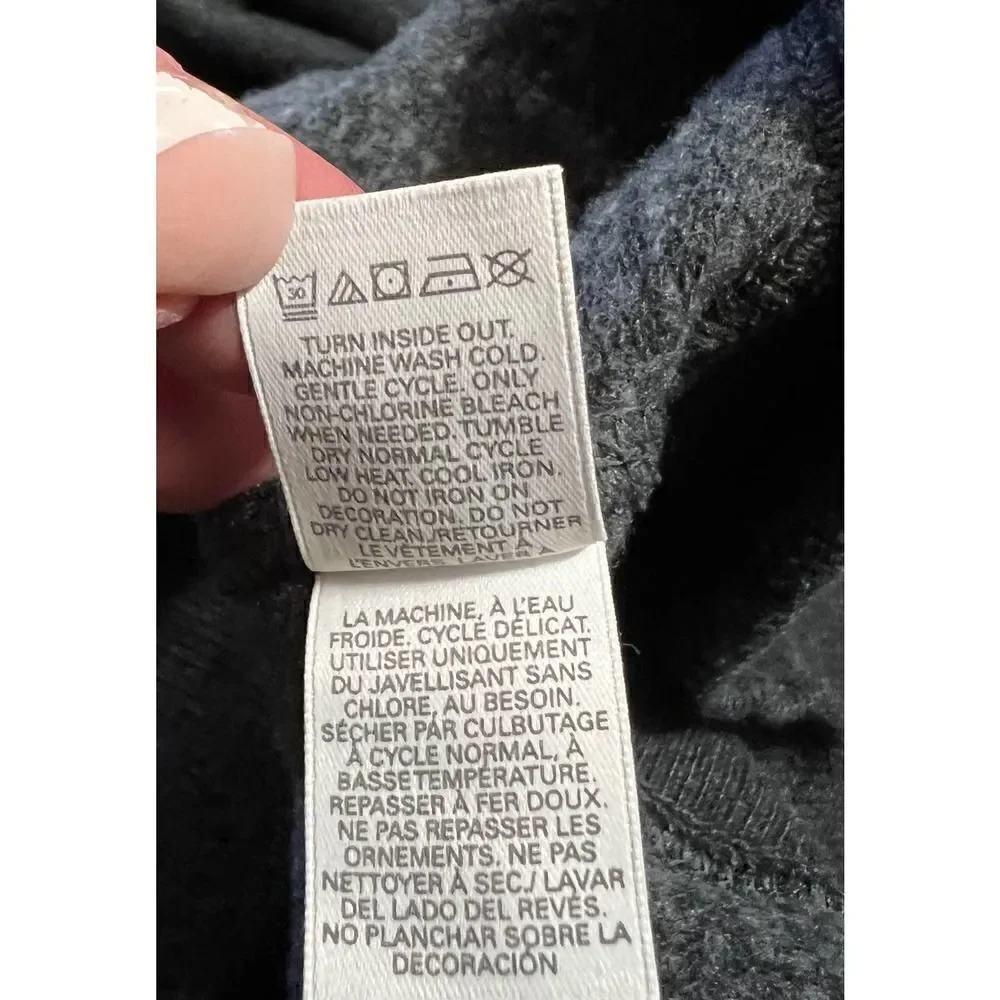 30
TURN INSIDE OUT.
MACHINE WASH COLD.
GENTLE CYCLE. ONLY
NON-CHLORINE BLEACH
WHEN NEEDED. TUMBLE
DRY NORMAL CYCLE
LOW HEAT. COOL IRON.
DO NOT IRON ON
DECORATION. DO NOT
DRY CLEAN./RETOURNER
LE VÊTEMENT À
L'ENVERS. LAVER À
LA MACHINE, À L'EAU
FROIDE. CYCLE DÉLICAT.
UTILISER UNIQUEMENT
DU JAVELLISANT SANS
CHLORE, AU BESOIN.
SÉCHER PAR CULBUTAGE
À CYCLE NORMAL, À
BASSE TEMPÉRATURE.
REPASSER À FER DOUX.
NE PAS REPASSER LES
ORNEMENTS. NE PAS
NETTOYER À SEC./ LAVAR
DEL LADO DEL REVÉS.
NO PLANCHAR SOBRE LA
DECORACIÓN